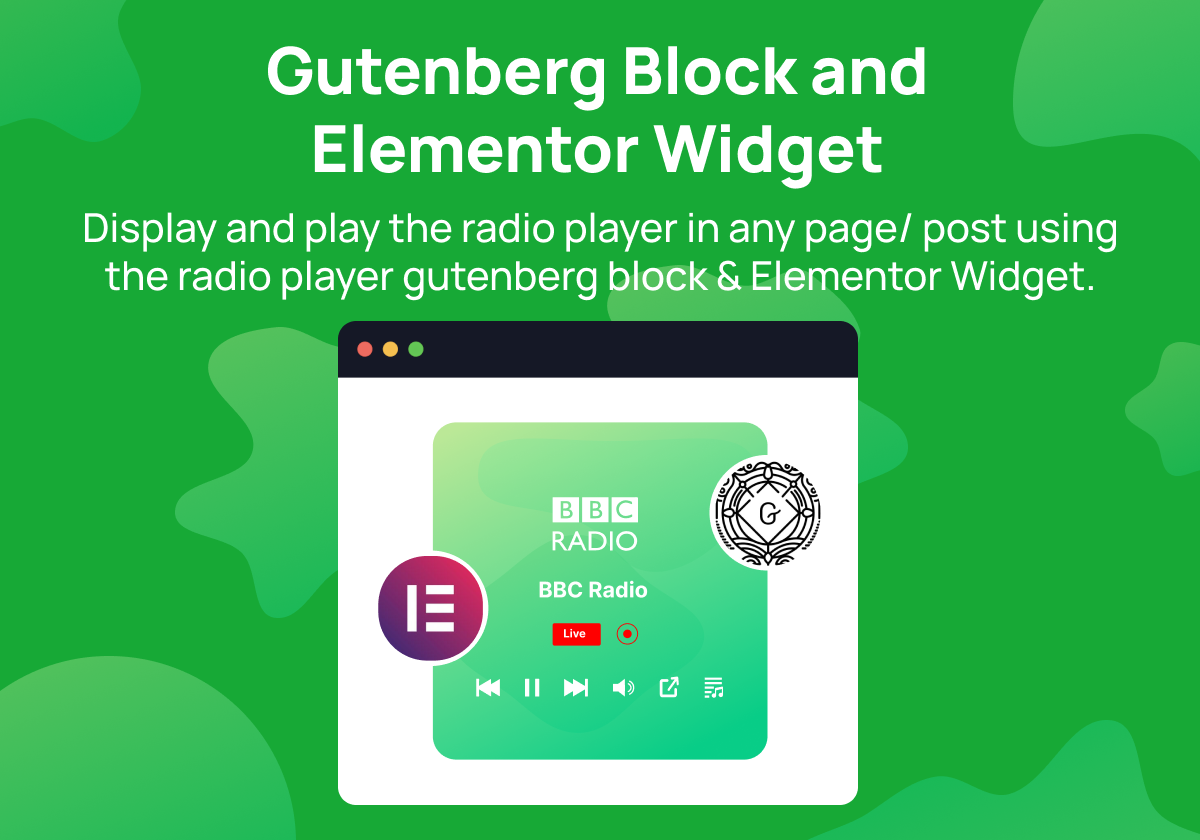 Gutenberg Block and
Elementor Widget
Display and play the radio player in any page/ post using
the radio player gutenberg block & Elementor Widget.
BBC
RADIO
BBC Radio
Live
G